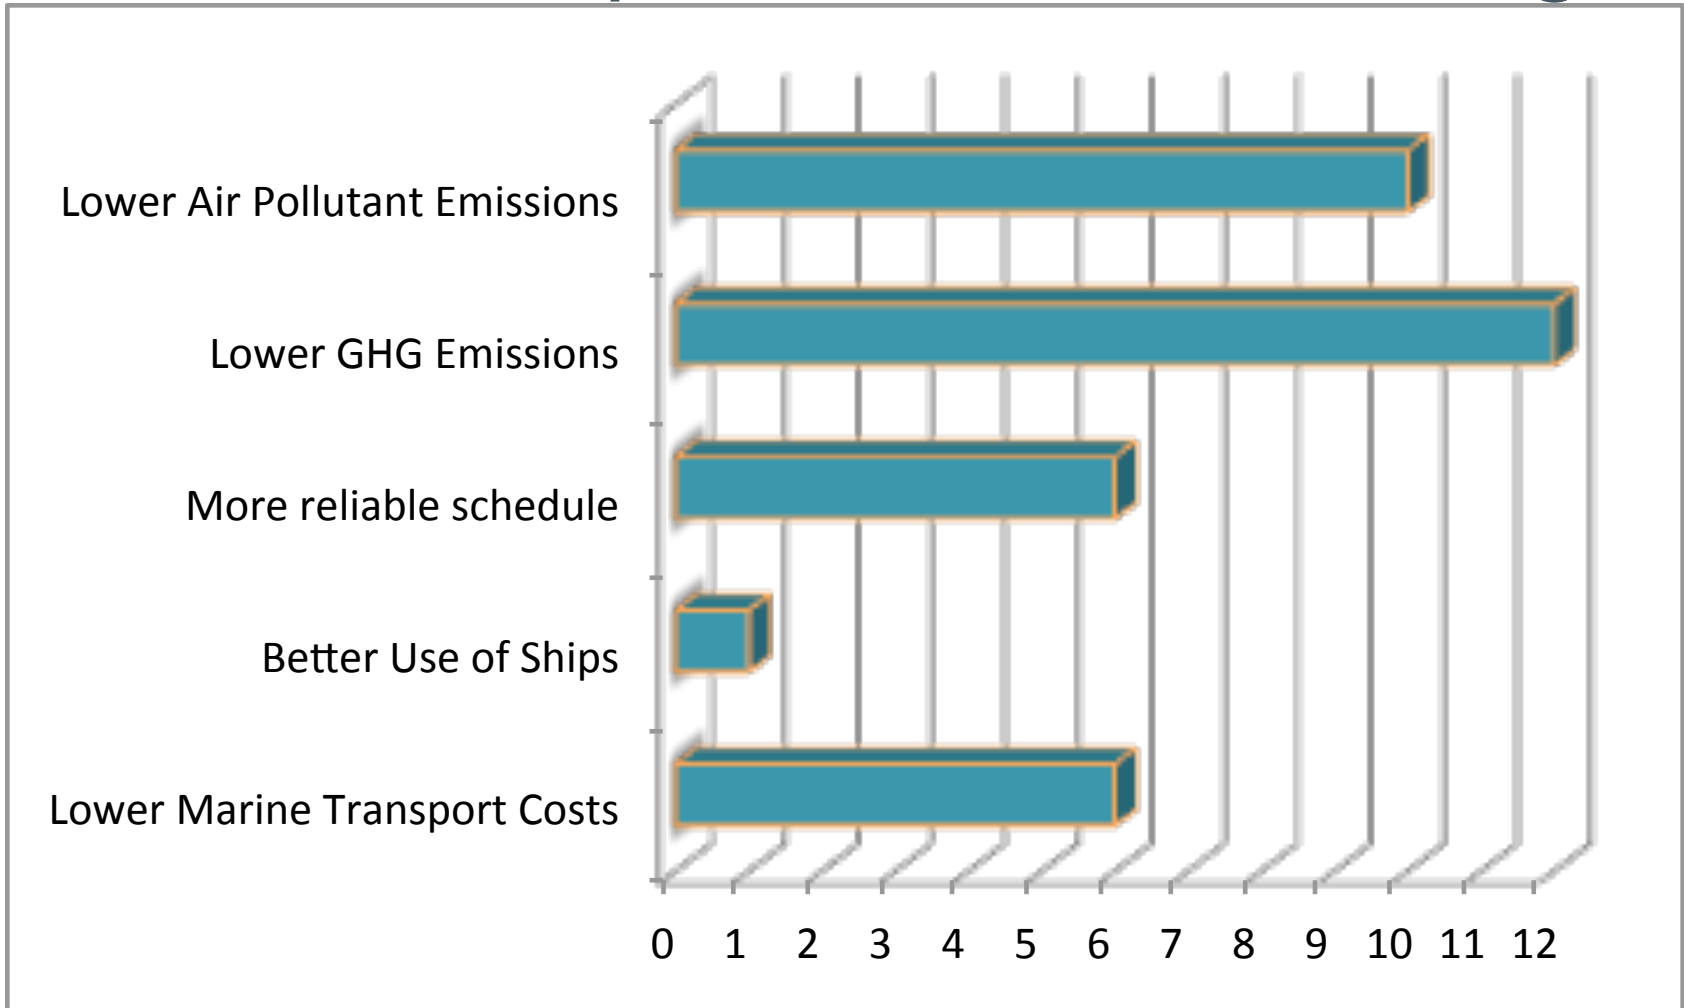 Lower Air Pollutant Emissions
Lower GHG Emissions
More reliable schedule
Better Use of Ships
Lower Marine Transport Costs
0 1 2 3 4 5 6 7 8 9 10 11 12